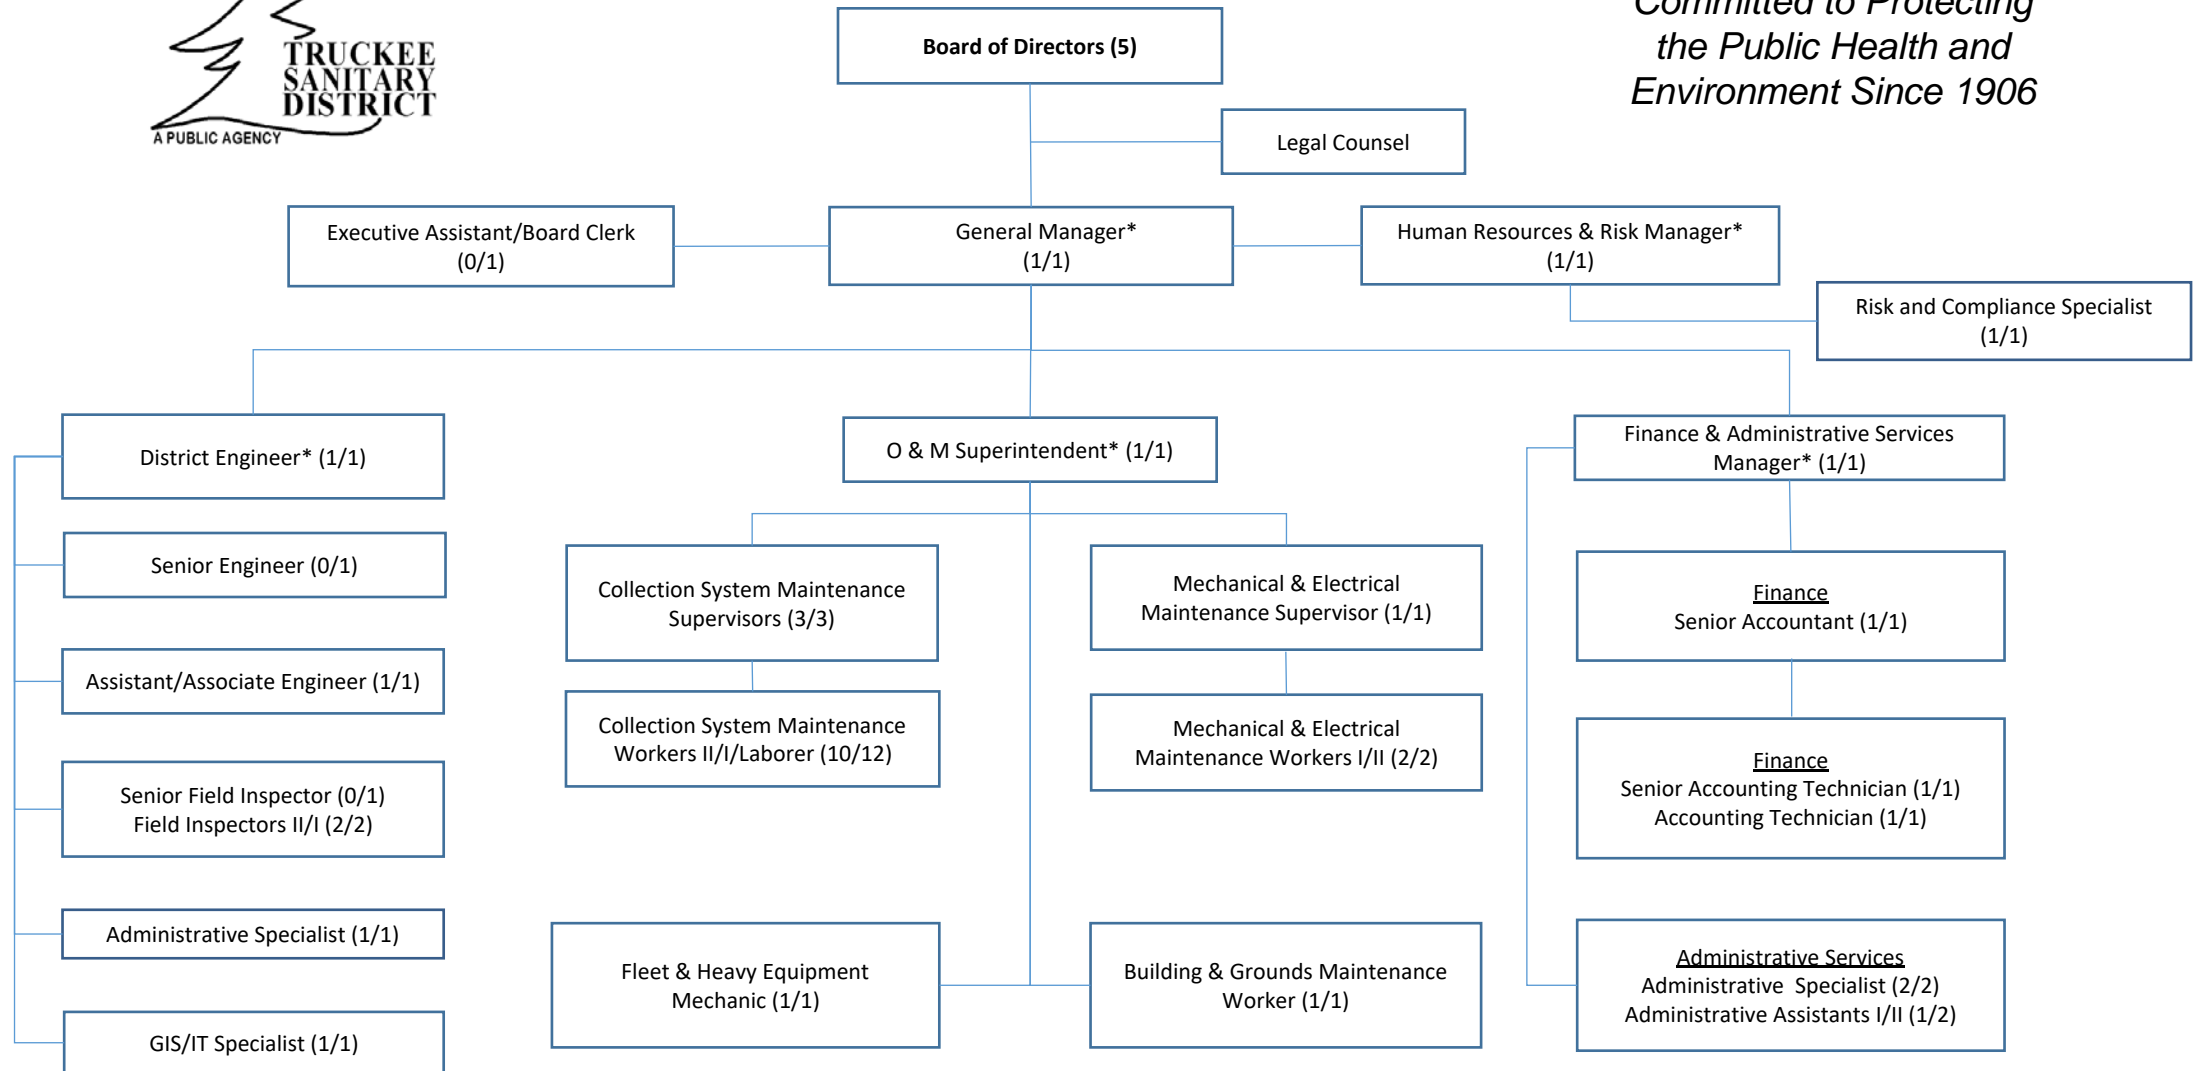 TRUCKEE
SANITARY
DISTRICT
A PUBLIC AGENCY
Committed to Protecting
the Public Health and
Environment Since 1906
Board of Directors (5)
Legal Counsel
Executive Assistant/Board Clerk
(0/1)
General Manager*
(1/1)
Human Resources & Risk Manager*
(1/1)
Risk and Compliance Specialist
(1/1)
District Engineer* (1/1)
Senior Engineer (0/1)
Assistant/Associate Engineer (1/1)
Senior Field Inspector (0/1)
Field Inspectors II/I (2/2)
Administrative Specialist (1/1)
GIS/IT Specialist (1/1)
O & M Superintendent* (1/1)
Collection System Maintenance
Supervisors (3/3)
Collection System Maintenance
Workers II/I/Laborer (10/12)
Mechanical & Electrical
Maintenance Supervisor (1/1)
Mechanical & Electrical
Maintenance Workers I/II (2/2)
Fleet & Heavy Equipment
Mechanic (1/1)
Building & Grounds Maintenance
Worker (1/1)
Finance & Administrative Services
Manager* (1/1)
Finance
Senior Accountant (1/1)
Finance
Senior Accounting Technician (1/1)
Accounting Technician (1/1)
Administrative Services
Administrative  Specialist (2/2)
Administrative Assistants I/II (1/2)